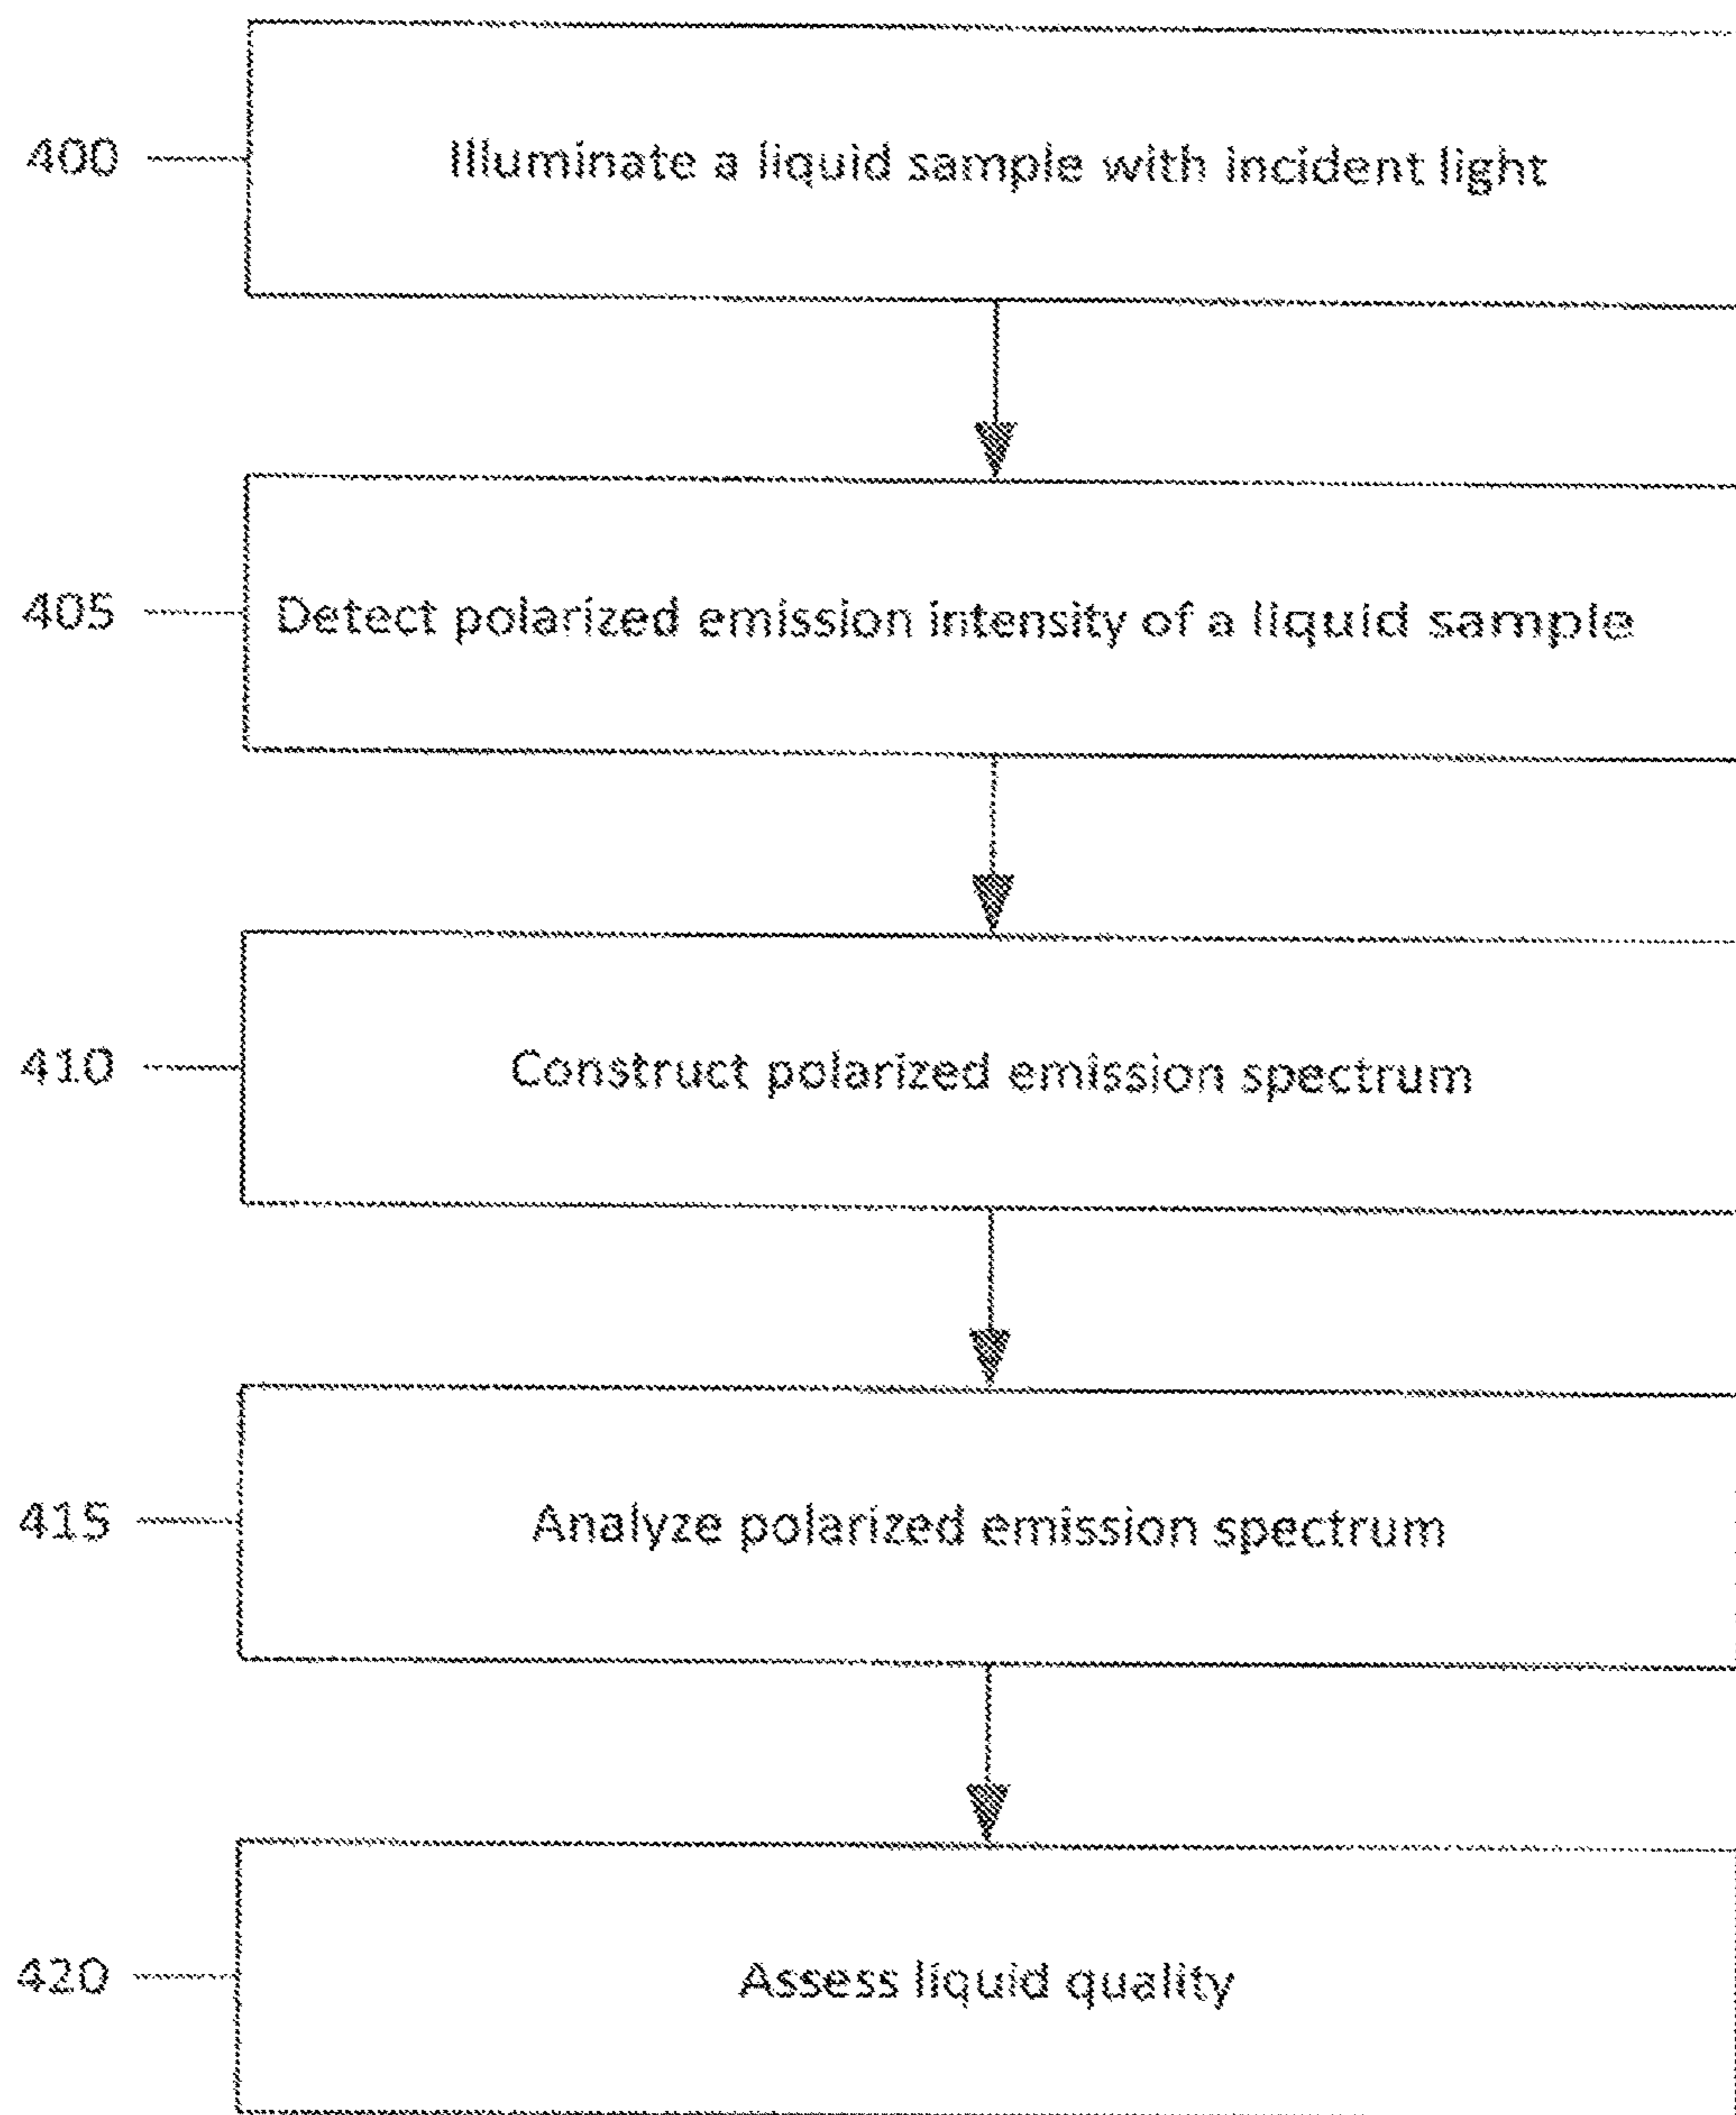 400 Illuminate a liquid sample with incident light
405 Detect polarized emission intensity of a liquid sample
410 Construct polarized emission spectrum
415 Analyze polarized emission spectrum
420 Assess liquid quality